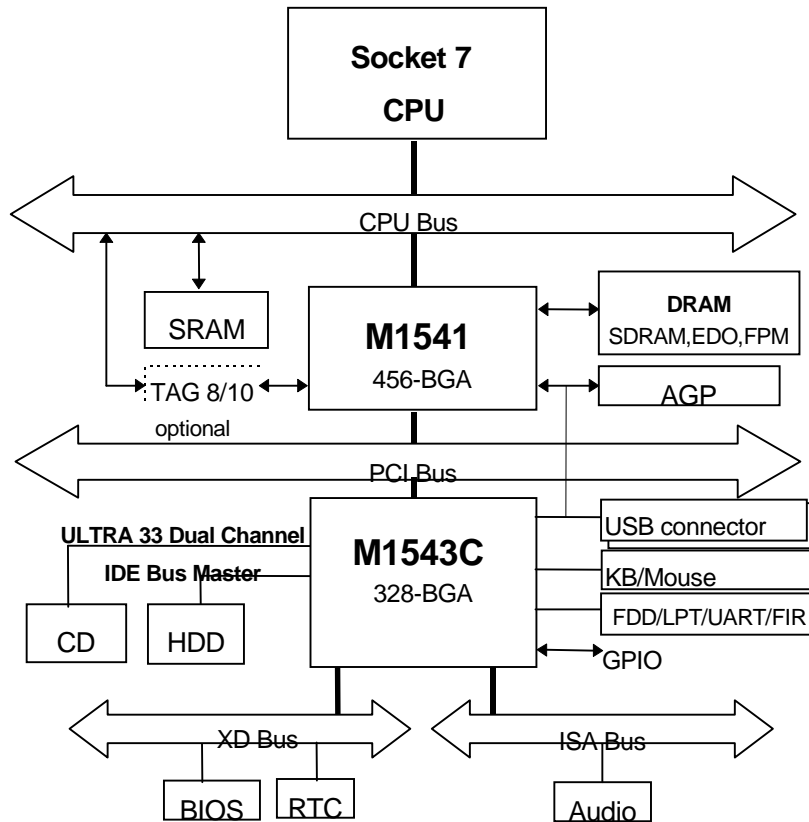 Socket 7
CPU
CPU Bus
SRAM
M1541
456-BGA
DRAM
SDRAM,EDO,FPM
TAG 8/10
optional
AGP
PCI Bus
ULTRA 33 Dual Channel
IDE Bus Master
M1543C
328-BGA
USB connector
KB/Mouse
FDD/LPT/UART/FIR
GPIO
CD
HDD
XD Bus
ISA Bus
BIOS
RTC
Audio